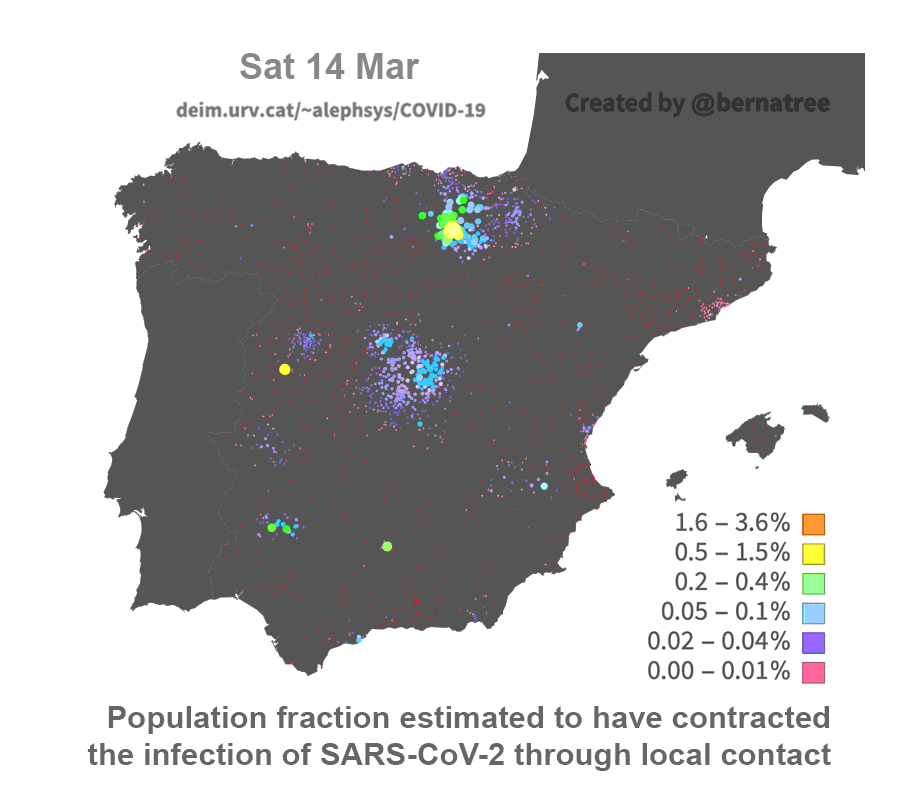 Sat 14 Mar
deim.urv.cat/~alephsys/COVID-19
Created by @bernatree
1.6 – 3.6%
0.5 – 1.5%
0.2 – 0.4%
0.05 – 0.1%
0.02 – 0.04%
0.00 – 0.01%
Population fraction estimated to have contracted
the infection of SARS-CoV-2 through local contact